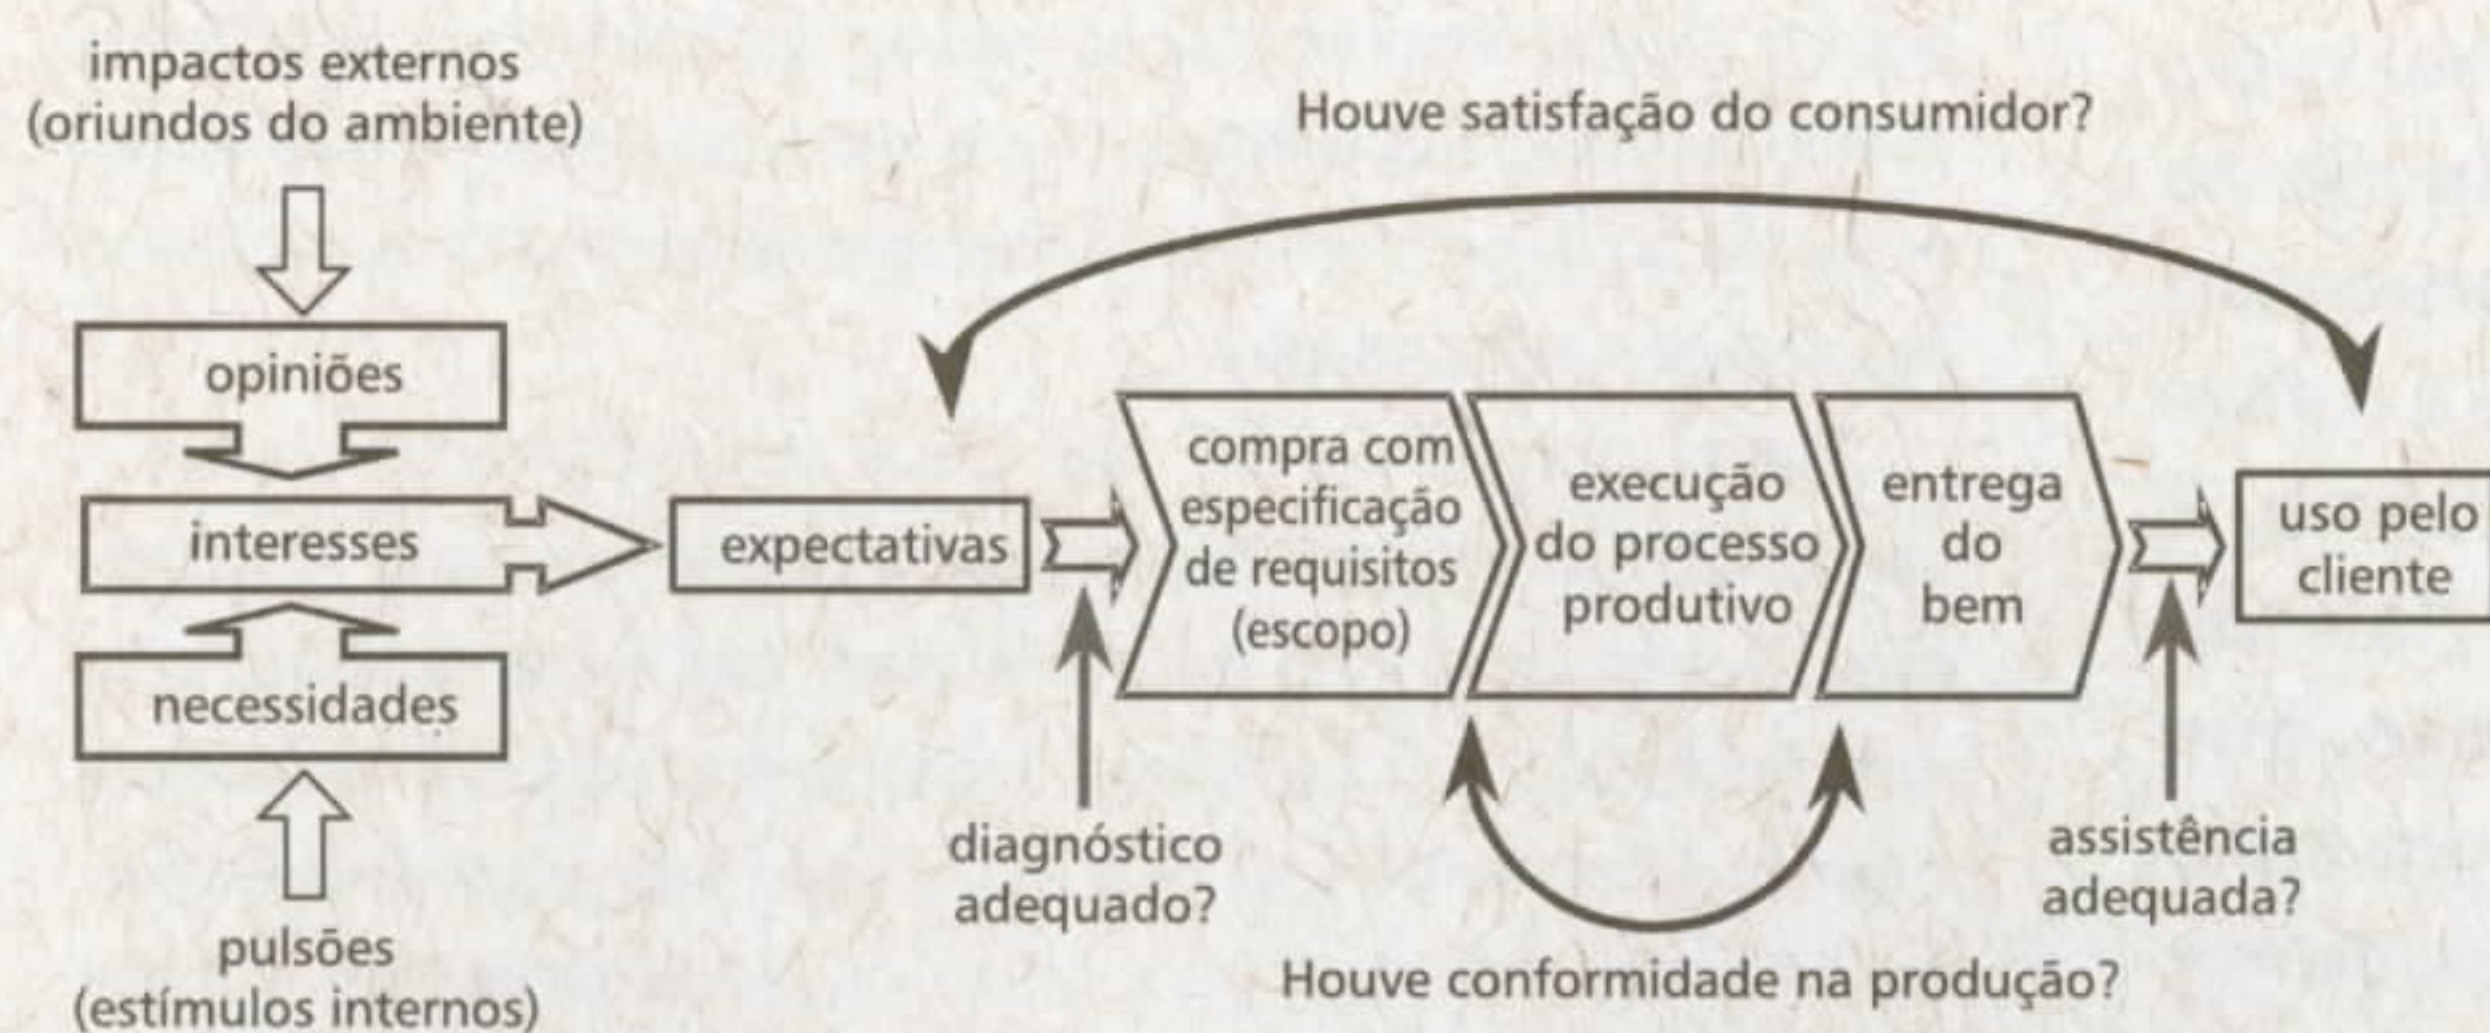 impactos externos
(oriundos do ambiente)
Houve satisfação do consumidor?
opiniões
interesses
necessidades
pulsões
(estímulos internos)
expectativas
diagnóstico
adequado?
compra com
especificação
de requisitos
(escopo)
execução
do processo
produtivo
entrega
do
bem
Houve conformidade na produção?
assistência
adequada?
uso pelo
cliente